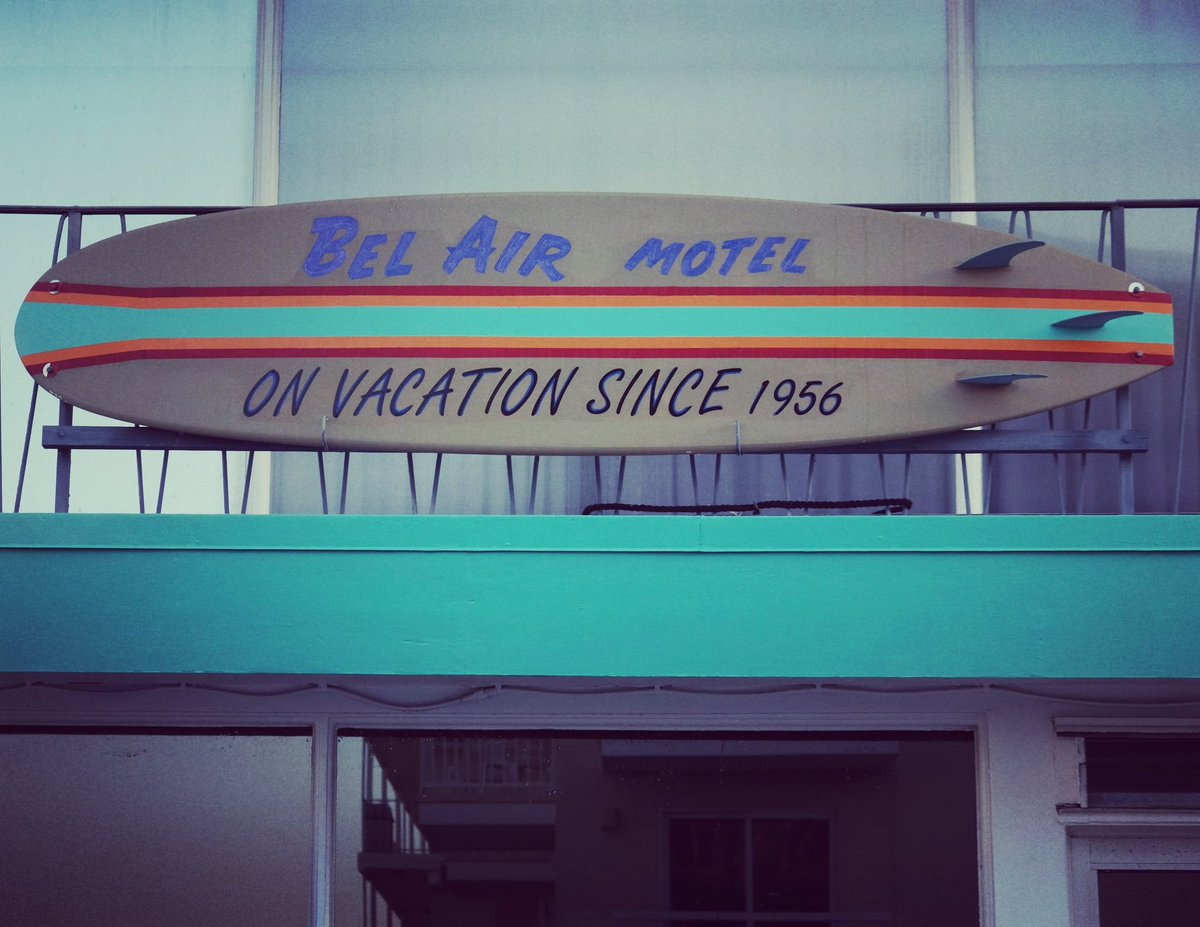 BEL AIR MOTEL
ON VACATION SINCE 1956